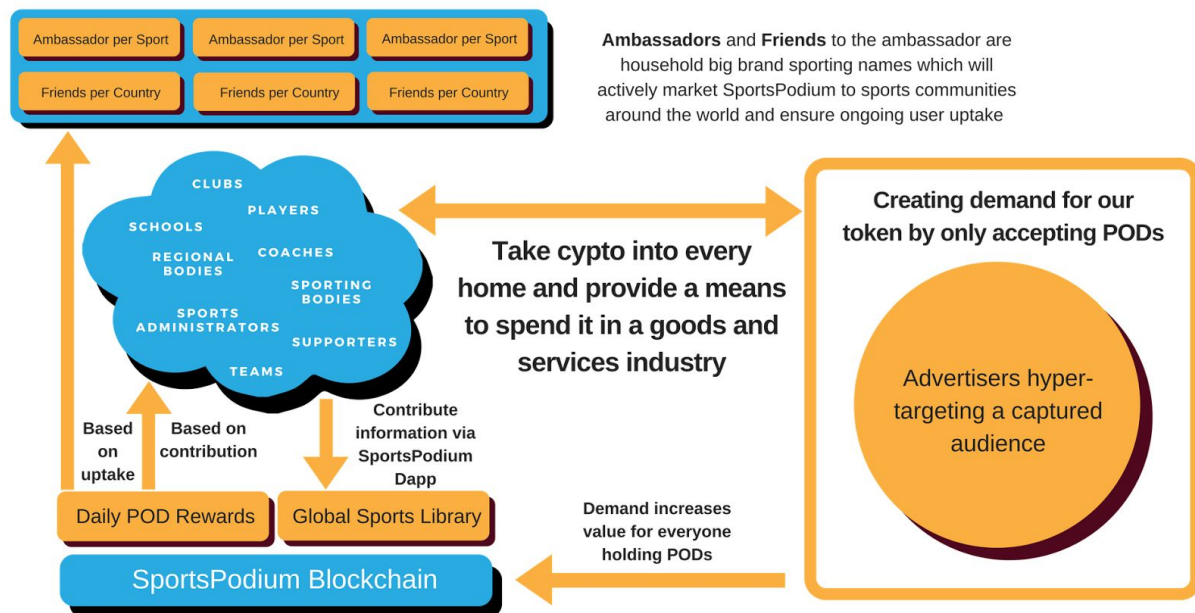 Ambassador per Sport
Ambassador per Sport
Ambassador per Sport
Friends per Country
Friends per Country
Friends per Country
Ambassadors and Friends to the ambassador are
household big brand sporting names which will
actively market SportsPodium to sports communities
around the world and ensure ongoing user uptake
CLUBS
PLAYERS
SCHOOLS
COACHES
REGIONAL
BODIES
SPORTING
BODIES
SPORTS
ADMINISTRATORS
SUPPORTERS
TEAMS
Take cypto into every
home and provide a means
to spend it in a goods and
services industry
Creating demand for our
token by only accepting PODs
Advertisers hyper-
targeting a captured
audience
Based
on
uptake
Based on
contribution
Contribute
information via
SportsPodium
Dapp
Daily POD Rewards
Global Sports Library
Demand increases
value for everyone
holding PODs
SportsPodium Blockchain